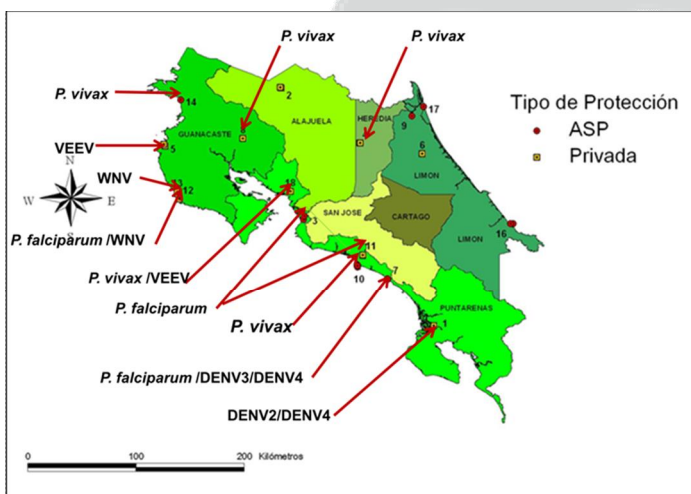 P. vivax
P. vivax
P. vivax
14
2
17
9
Tipo de Protección
ASP
Privada
ALAJUELA
HEREDIA
GUANACASTE
VEEV
5
6
LIMON
N
W
E
S
WNV
12
SAN JOSE
CARTAGO
3
LIMON
16
P. falciparum /WNV
11
P. vivax /VEEV
10
7
P. falciparum
PUNTARENAS
P. vivax
1
P. falciparum /DENV3/DENV4
DENV2/DENV4
0
100
200
Kilómetros